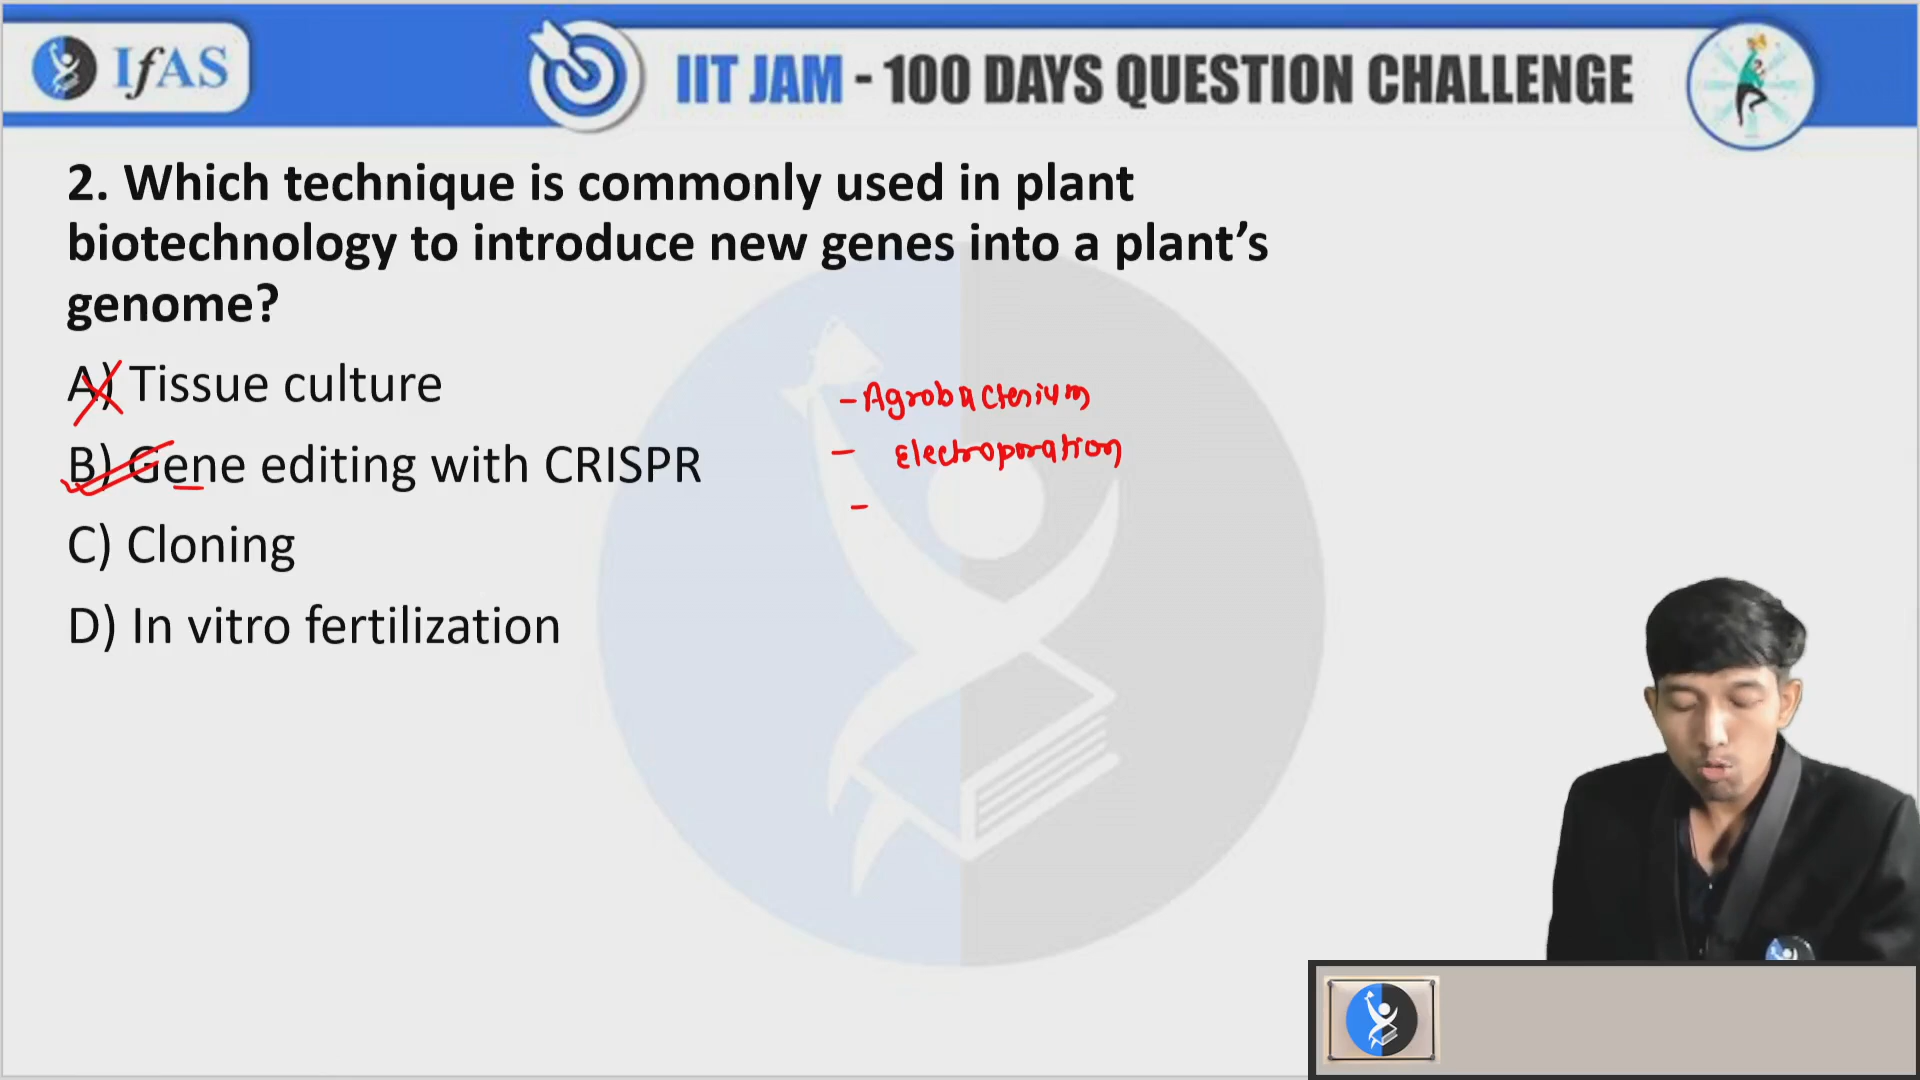 IfAS
IIT JAM - 100 DAYS QUESTION CHALLENGE
2. Which technique is commonly used in plant
biotechnology to introduce new genes into a plant’s
genome?
A) Tissue culture
B) Gene editing with CRISPR
C) Cloning
D) In vitro fertilization
- Agrobacterium
- Electroporation
-